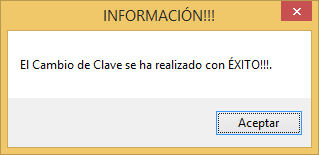 INFORMACIÓN!!!
El Cambio de Clave se ha realizado con ÉXITO!!!.
Aceptar